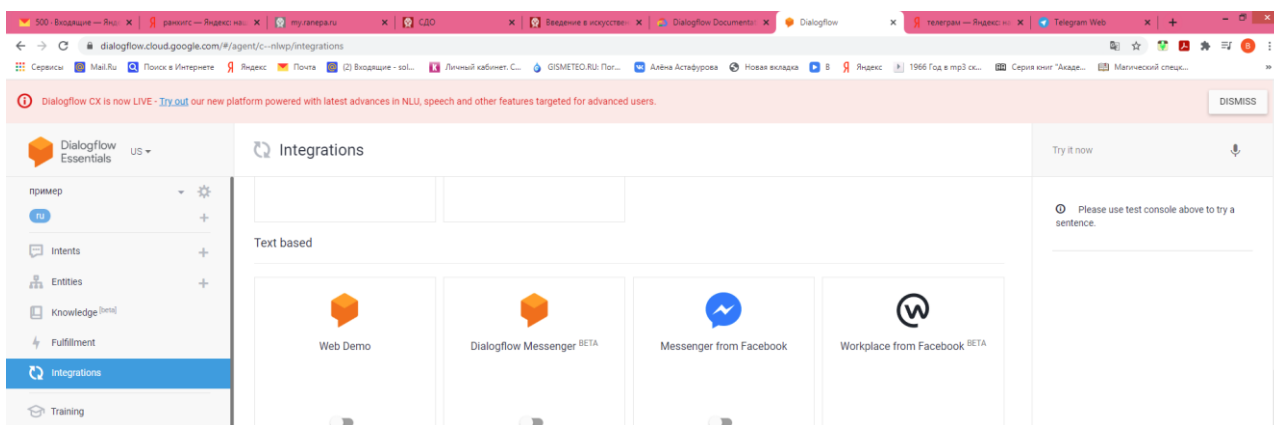 500 - Входящие — Янд
ранхигс — Яндекс: на
my.ranepa.ru
СДО
Введение в искусствен
Dialogflow Documentat
Dialogflow
телеграм — Яндекс: на
Telegram Web
dialogflow.cloud.google.com/#/agent/c--nlwp/integrations
Сервисы
Mail.Ru
Поиск в Интернете
Яндекс
Почта
(2) Входящие - sol...
Личный кабинет. С...
GISMETEO.RU: Пог...
Алёна Астафурова
Новая вкладка
В
Яндекс
1966 Год в mp3 ск...
Серия книг "Акаде...
Магический спецк...
Dialogflow CX is now LIVE - Try out our new platform powered with latest advances in NLU, speech and other features targeted for advanced users.
DISMISS
Dialogflow
Essentials
US
Integrations
Try it now
пример
ru
Please use test console above to try a
sentence.
Intents
Entities
Knowledge [beta]
Fulfillment
Integrations
Training
Text based
Web Demo
Dialogflow Messenger BETA
Messenger from Facebook
Workplace from Facebook BETA